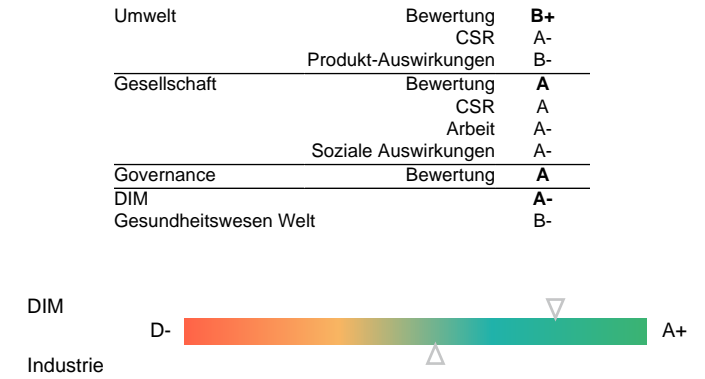 Umwelt Bewertung B+
CSR A-
Produkt-Auswirkungen B-
Gesellschaft Bewertung A
CSR A
Arbeit A-
Soziale Auswirkungen A-
Governance Bewertung A
DIM A-
Gesundheitswesen Welt B-
DIM
D- A+
Industrie